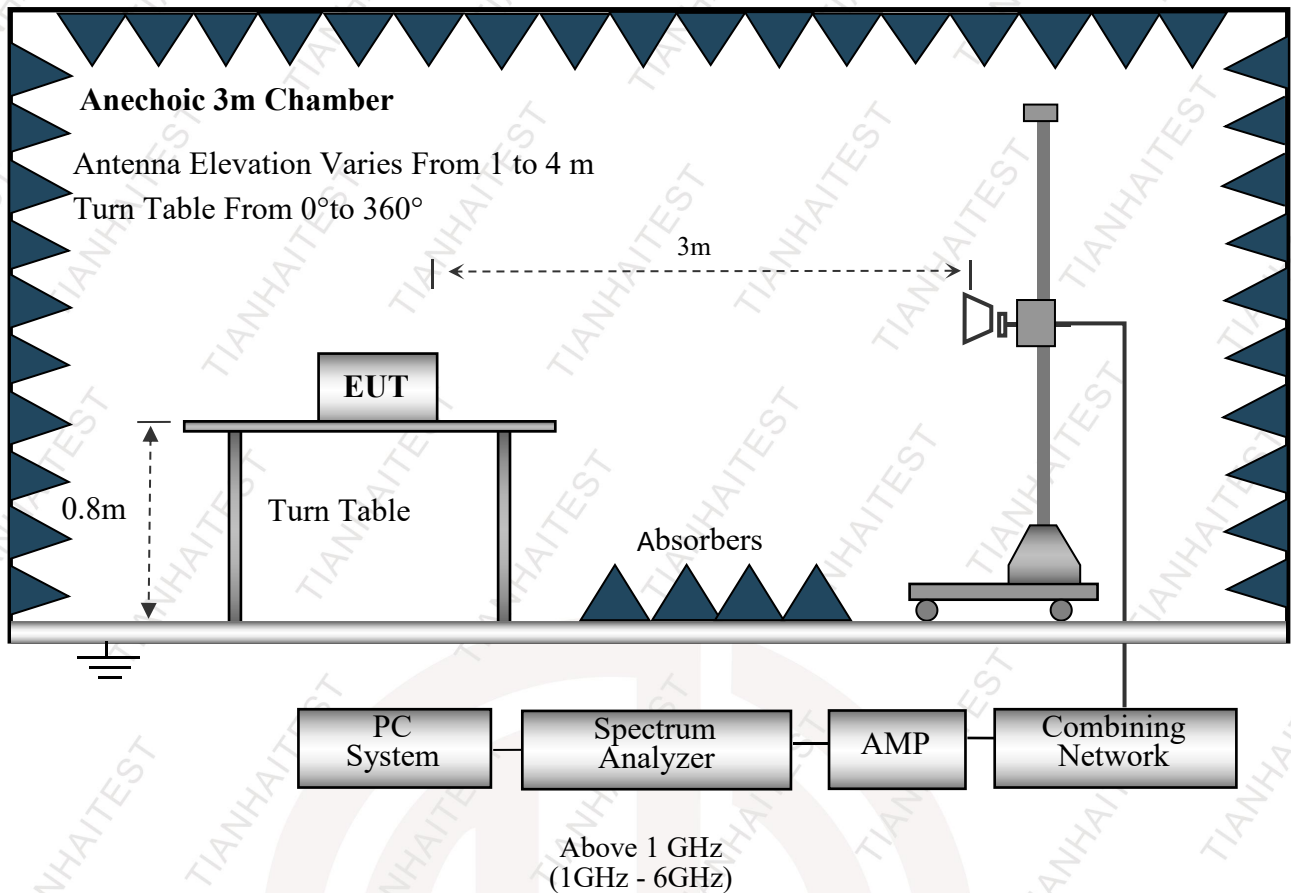 Anechoic 3m Chamber
Antenna Elevation Varies From 1 to 4 m
Turn Table From 0°to 360°
3m
EUT
0.8m
Turn Table
Absorbers
PC
System
Spectrum
Analyzer
AMP
Combining
Network
Above 1 GHz
(1GHz - 6GHz)
TIANHAITEST